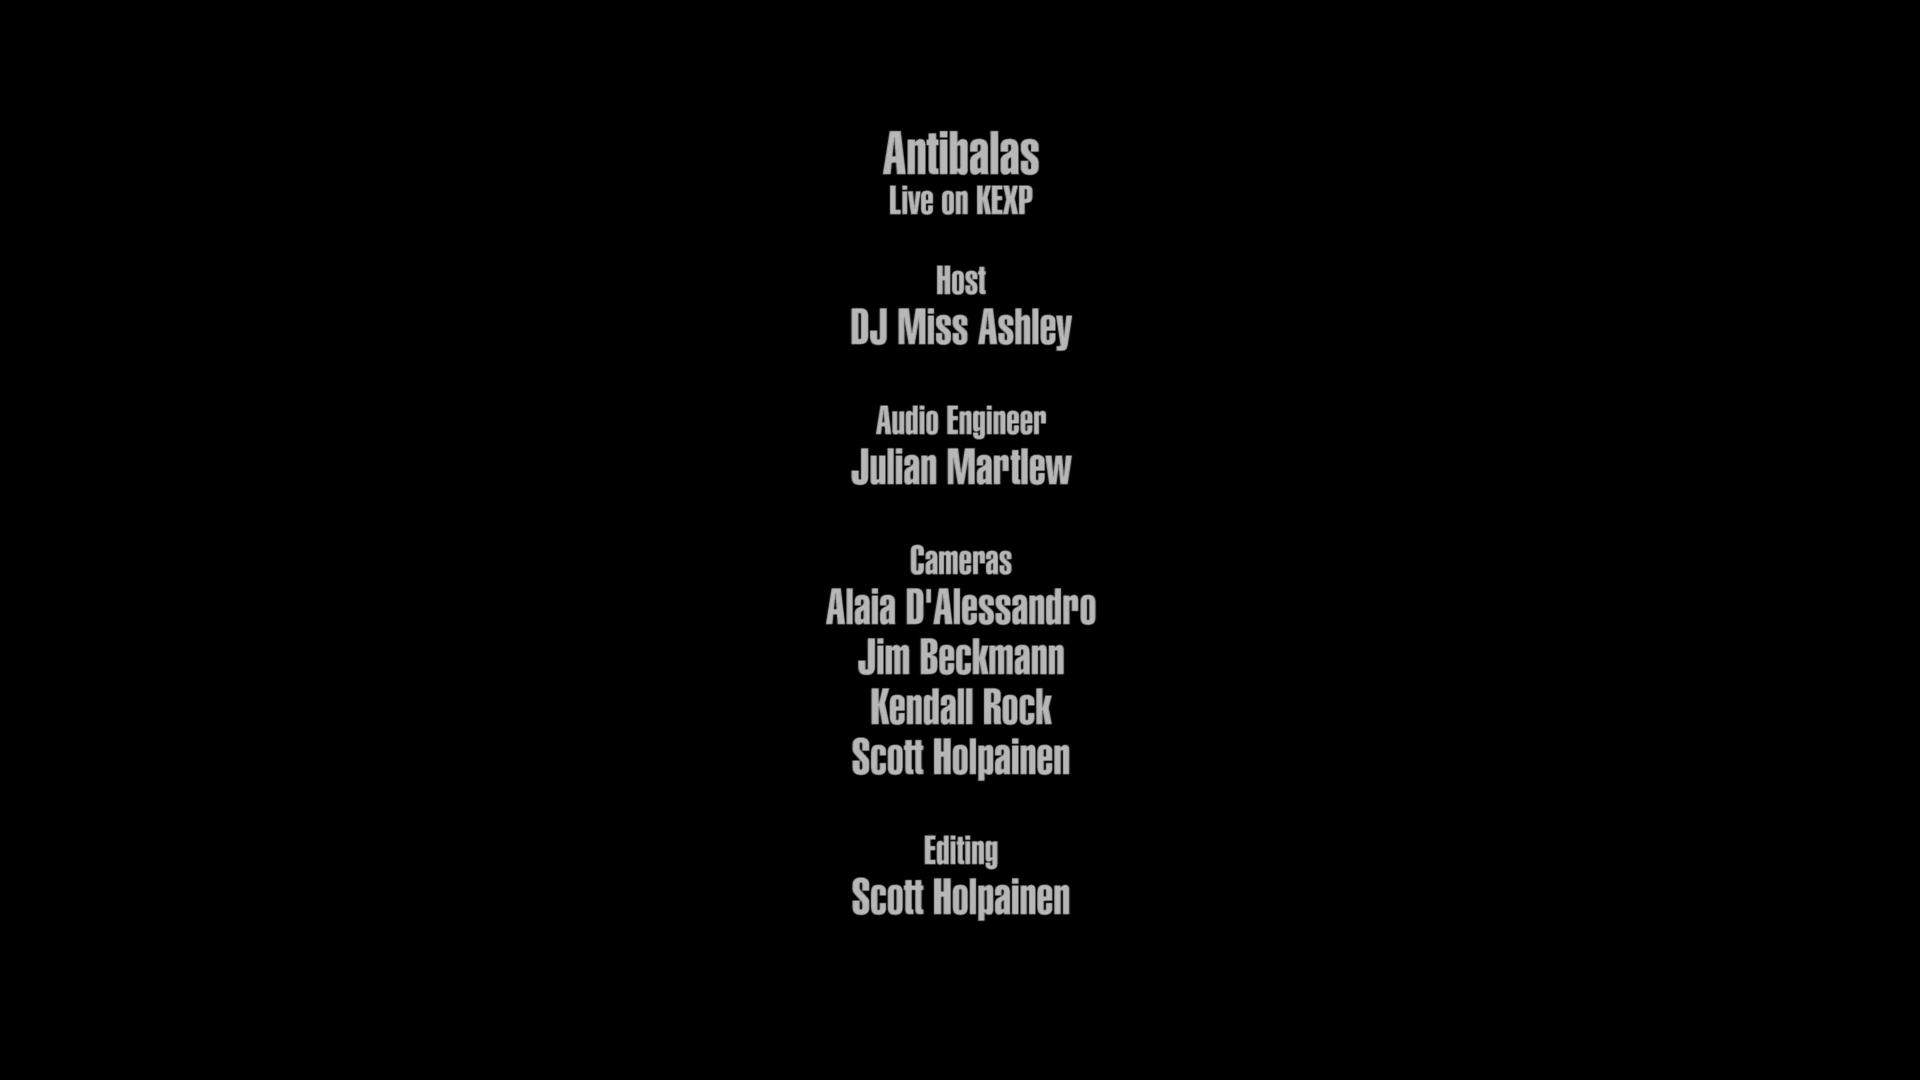 Antibalas
Live on KEXP
Host
DJ Miss Ashley
Audio Engineer
Julian Martlew
Cameras
Alaia D'Alessandro
Jim Beckmann
Kendall Rock
Scott Holpainen
Editing
Scott Holpainen